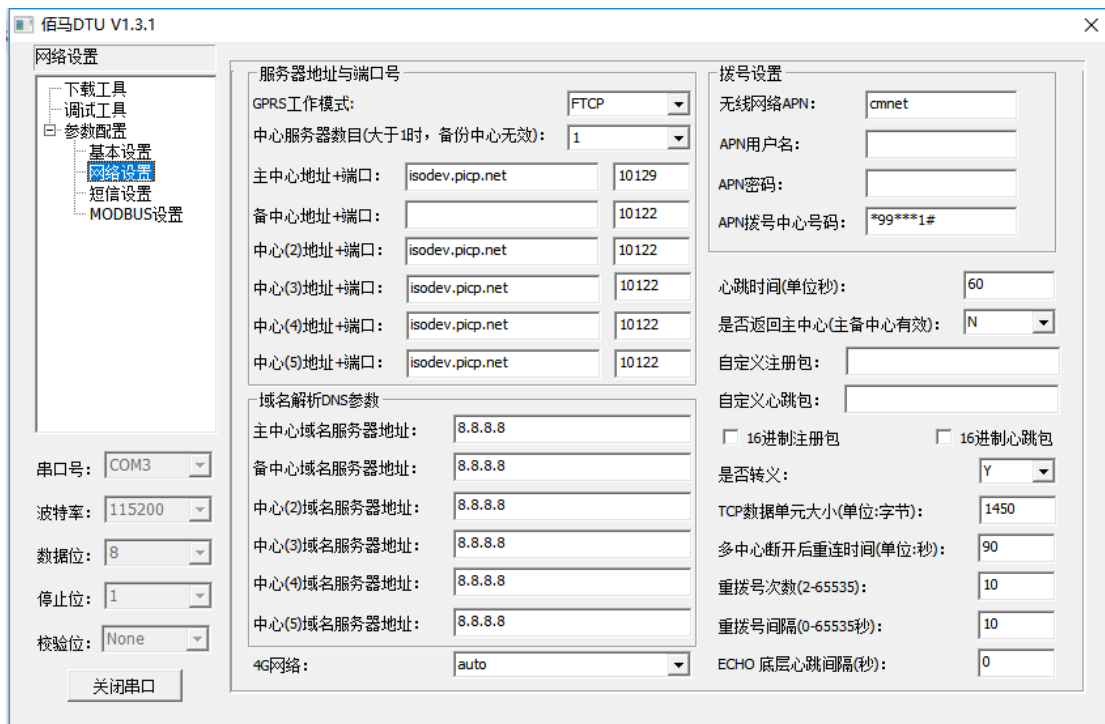 佰马DTU V1.3.1
网络设置
下载工具
调试工具
参数配置
基本设置
网络设置
短信设置
MODBUS设置
串口号: COM3
波特率: 115200
数据位: 8
停止位: 1
校验位: None
关闭串口
服务器地址与端口号
GPRS工作模式: FTCP
中心服务器数目(大于1时，备份中心无效): 1
主中心地址+端口: isodev.picp.net 10129
备中心地址+端口: 10122
中心(2)地址+端口: isodev.picp.net 10122
中心(3)地址+端口: isodev.picp.net 10122
中心(4)地址+端口: isodev.picp.net 10122
中心(5)地址+端口: isodev.picp.net 10122
域名解析DNS参数
主中心域名服务器地址: 8.8.8.8
备中心域名服务器地址: 8.8.8.8
中心(2)域名服务器地址: 8.8.8.8
中心(3)域名服务器地址: 8.8.8.8
中心(4)域名服务器地址: 8.8.8.8
中心(5)域名服务器地址: 8.8.8.8
4G网络: auto
拨号设置
无线网络APN: cmnet
APN用户名:
APN密码:
APN拨号中心号码: *99***1#
心跳时间(单位秒): 60
是否返回主中心(主备中心有效): N
自定义注册包:
自定义心跳包:
16进制注册包 16进制心跳包
是否转义: Y
TCP数据单元大小(单位:字节): 1450
多中心断开后重连时间(单位:秒): 90
重拨号次数(2-65535): 10
重拨号间隔(0-65535秒): 10
ECHO 底层心跳间隔(秒): 0